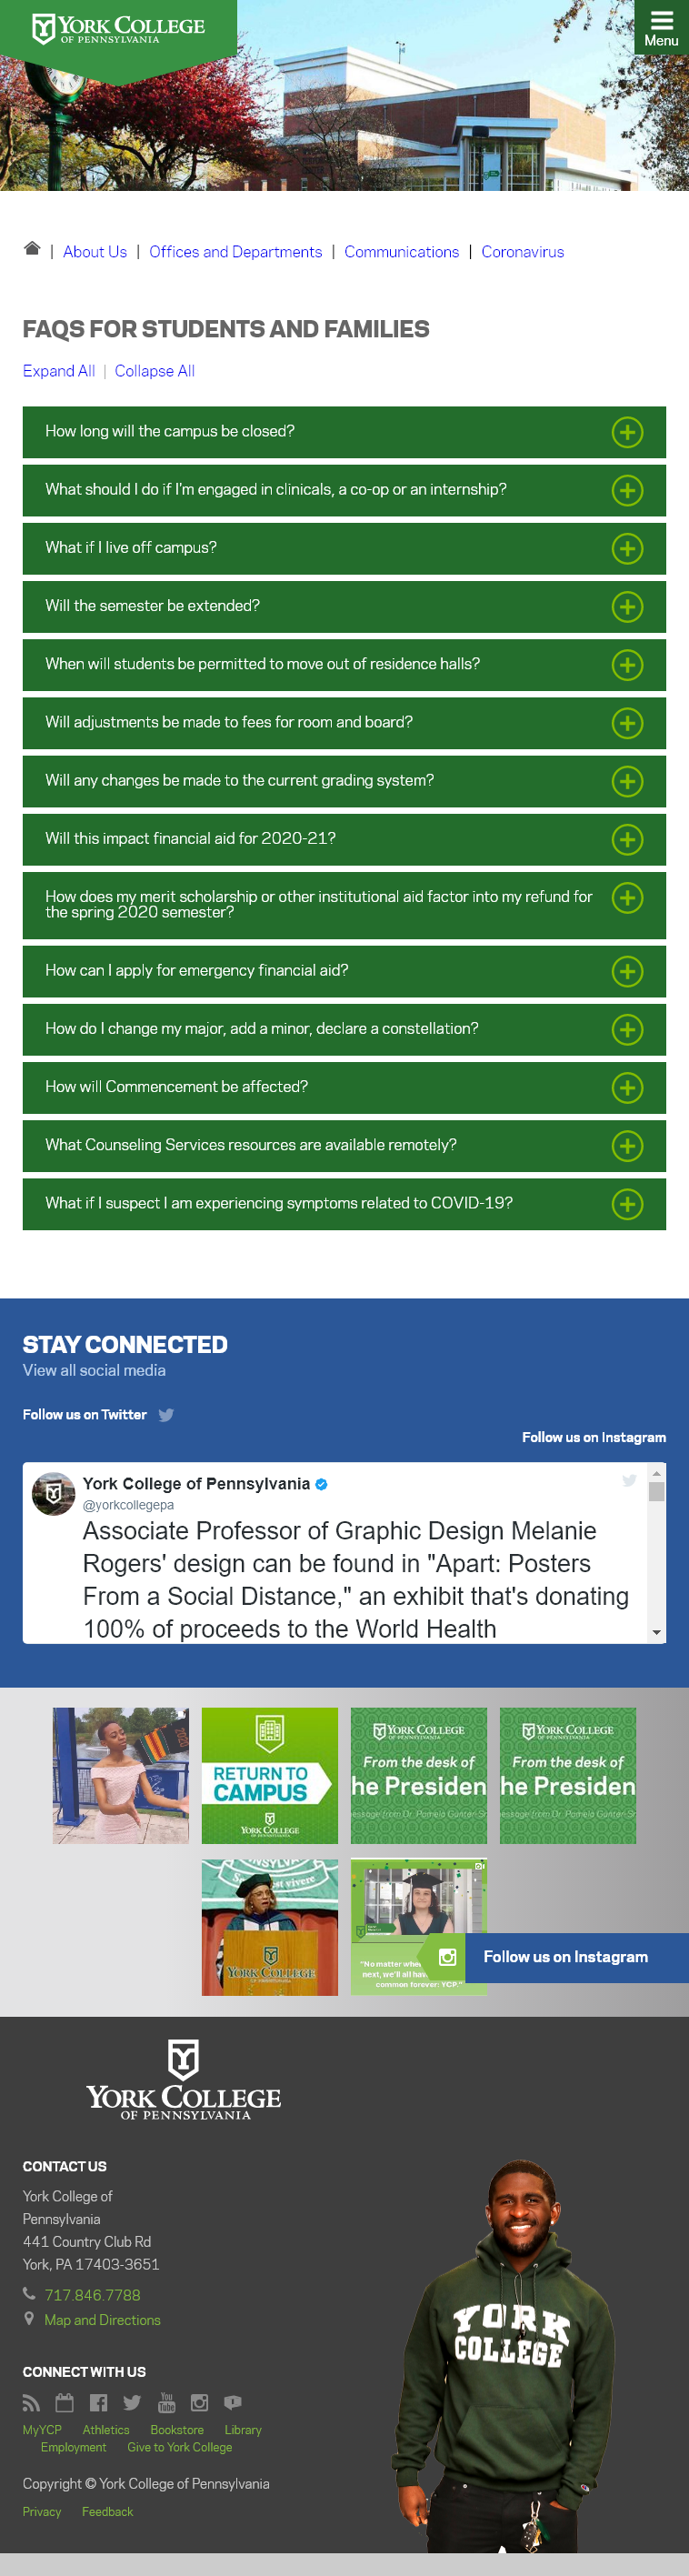 YORK COLLEGE
OF PENNSYLVANIA
Menu
| About Us | Offices and Departments | Communications | Coronavirus
FAQS FOR STUDENTS AND FAMILIES
Expand All | Collapse All
How long will the campus be closed?
What should I do if I'm engaged in clinicals, a co-op or an internship?
What if I live off campus?
Will the semester be extended?
When will students be permitted to move out of residence halls?
Will adjustments be made to fees for room and board?
Will any changes be made to the current grading system?
Will this impact financial aid for 2020-21?
How does my merit scholarship or other institutional aid factor into my refund for
the spring 2020 semester?
How can I apply for emergency financial aid?
How do I change my major, add a minor, declare a constellation?
How will Commencement be affected?
What Counseling Services resources are available remotely?
What if I suspect I am experiencing symptoms related to COVID-19?
STAY CONNECTED
View all social media
Follow us on Twitter
Follow us on Instagram
York College of Pennsylvania
@yorkcollegepa
Associate Professor of Graphic Design Melanie
Rogers' design can be found in "Apart: Posters
From a Social Distance," an exhibit that's donating
100% of proceeds to the World Health
RETURN TO
CAMPUS
YORK COLLEGE
OF PENNSYLVANIA
YORK COLLEGE
OF PENNSYLVANIA
From the desk of
he Presiden
essage from Dr. Pamela Gunter-Sm
YORK COLLEGE
OF PENNSYLVANIA
From the desk of
he Presiden
essage from Dr. Pamela Gunter-Sm
vivere
YORK COLLEGE
OF PENNSYLVANIA
"No matter whe
next, we'll all ha
common forever: YCP."
Follow us on Instagram
YORK COLLEGE
OF PENNSYLVANIA
CONTACT US
York College of
Pennsylvania
441 Country Club Rd
York, PA 17403-3651
717.846.7788
Map and Directions
CONNECT WITH US
You
Tube
MyYCP Athletics Bookstore Library
Employment Give to York College
Copyright © York College of Pennsylvania
Privacy Feedback
YORK
COLLEGE